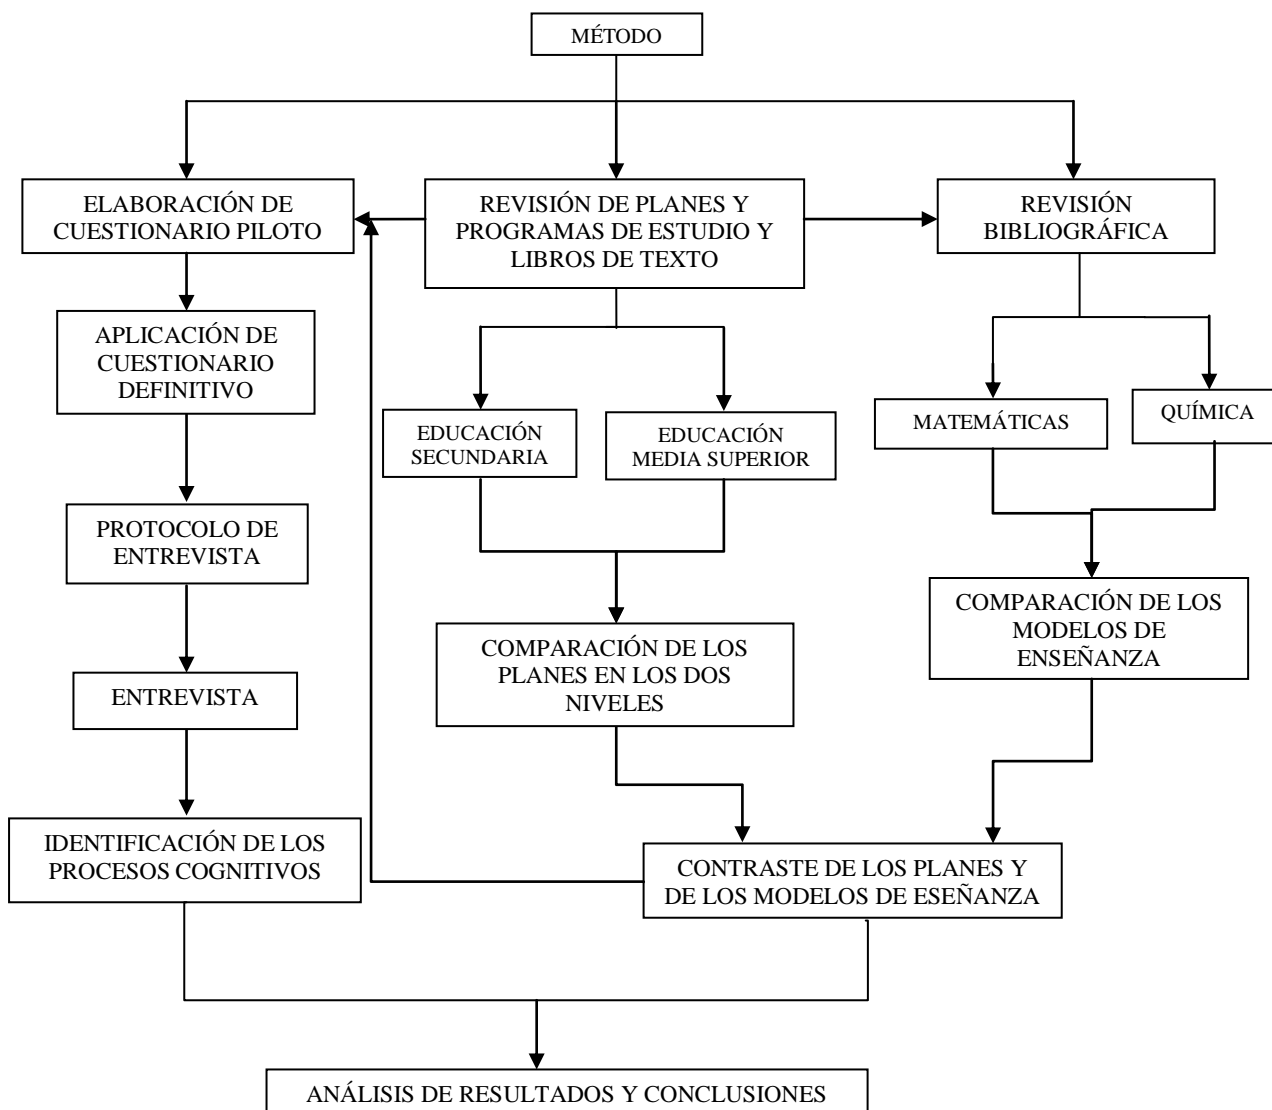 MÉTODO
ELABORACIÓN DE
CUESTIONARIO PILOTO
REVISIÓN DE PLANES Y
PROGRAMAS DE ESTUDIO Y
LIBROS DE TEXTO
REVISIÓN
BIBLIOGRÁFICA
APLICACIÓN DE
CUESTIONARIO
DEFINITIVO
EDUCACIÓN
SECUNDARIA
EDUCACIÓN
MEDIA SUPERIOR
MATEMÁTICAS
QUÍMICA
PROTOCOLO DE
ENTREVISTA
COMPARACIÓN DE LOS
PLANES EN LOS DOS
NIVELES
COMPARACIÓN DE LOS
MODELOS DE
ENSEÑANZA
ENTREVISTA
IDENTIFICACIÓN DE LOS
PROCESOS COGNITIVOS
CONTRASTE DE LOS PLANES Y
DE LOS MODELOS DE ESEÑANZA
ANÁLISIS DE RESULTADOS Y CONCLUSIONES